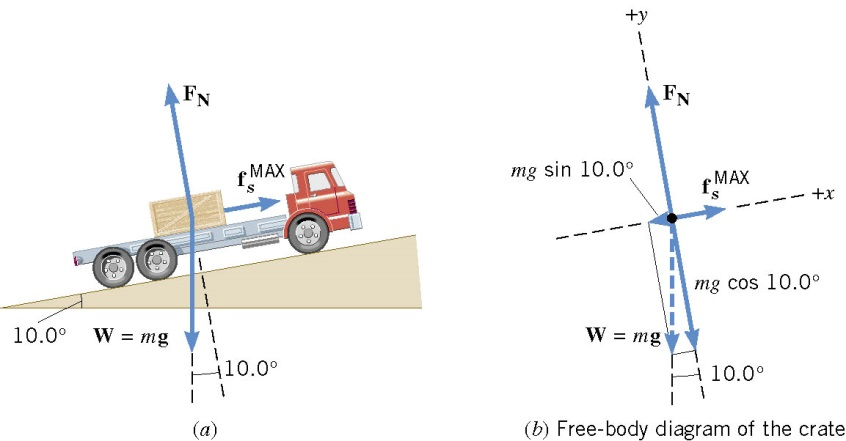 F_N
f_s^MAX
10.0°
W = mg
10.0°
(a)
+y
F_N
mg sin 10.0°
f_s^MAX
+x
mg cos 10.0°
W = mg
10.0°
(b) Free-body diagram of the crate